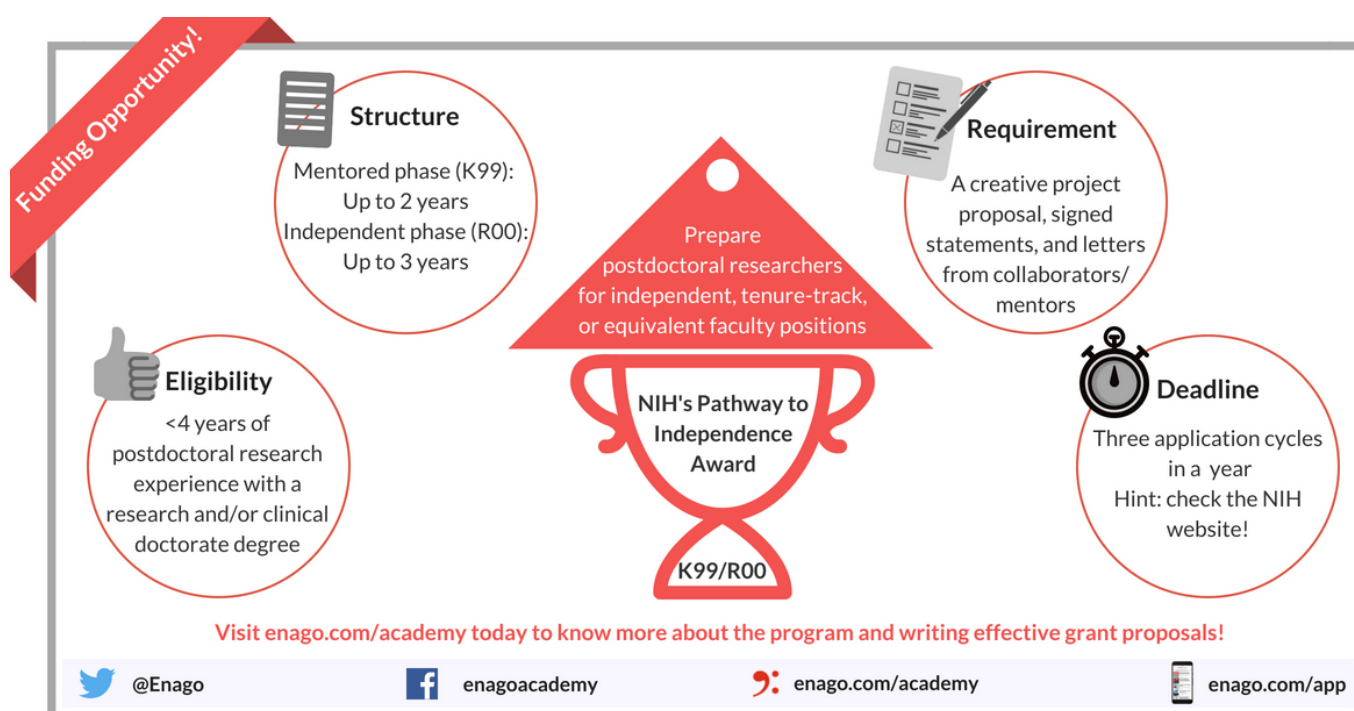 Funding Opportunity!
Structure
Mentored phase (K99):
Up to 2 years
Independent phase (R00):
Up to 3 years
Requirement
A creative project
proposal, signed
statements, and letters
from collaborators/
mentors
Prepare
postdoctoral researchers
for independent, tenure-track,
or equivalent faculty positions
Eligibility
<4 years of
postdoctoral research
experience with a
research and/or clinical
doctorate degree
NIH's Pathway to
Independence
Award
K99/R00
Deadline
Three application cycles
in a year
Hint: check the NIH
website!
Visit enago.com/academy today to know more about the program and writing effective grant proposals!
@Enago
enagoacademy
enago.com/academy
enago.com/app